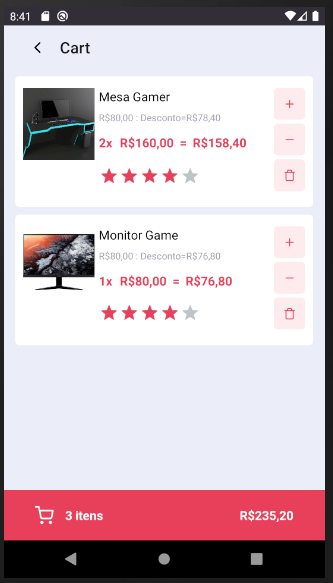 8:41
Cart
Mesa Gamer
R$80,00 : Desconto=R$78,40
2x R$160,00 = R$158,40
Monitor Game
R$80,00 : Desconto=R$76,80
1x R$80,00 = R$76,80
3 itens R$235,20